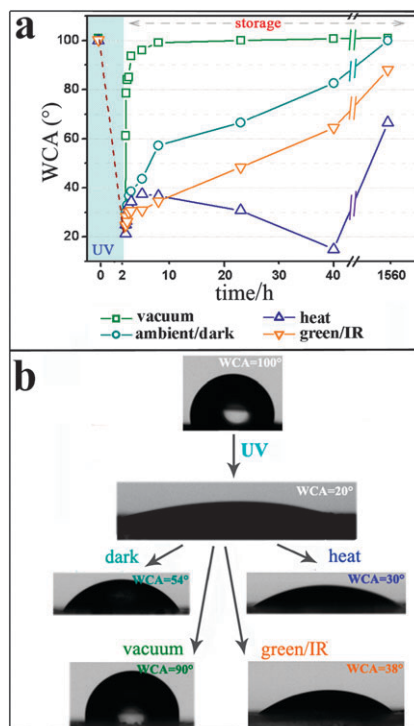 a
storage
WCA (°)
100
80
60
40
20
UV
0
2
10
20
30
40
1560
time/h
vacuum
heat
ambient/dark
green/IR
b
WCA=100°
UV
WCA=20°
dark
heat
WCA=54°
WCA=30°
vacuum
green/IR
WCA=90°
WCA=38°